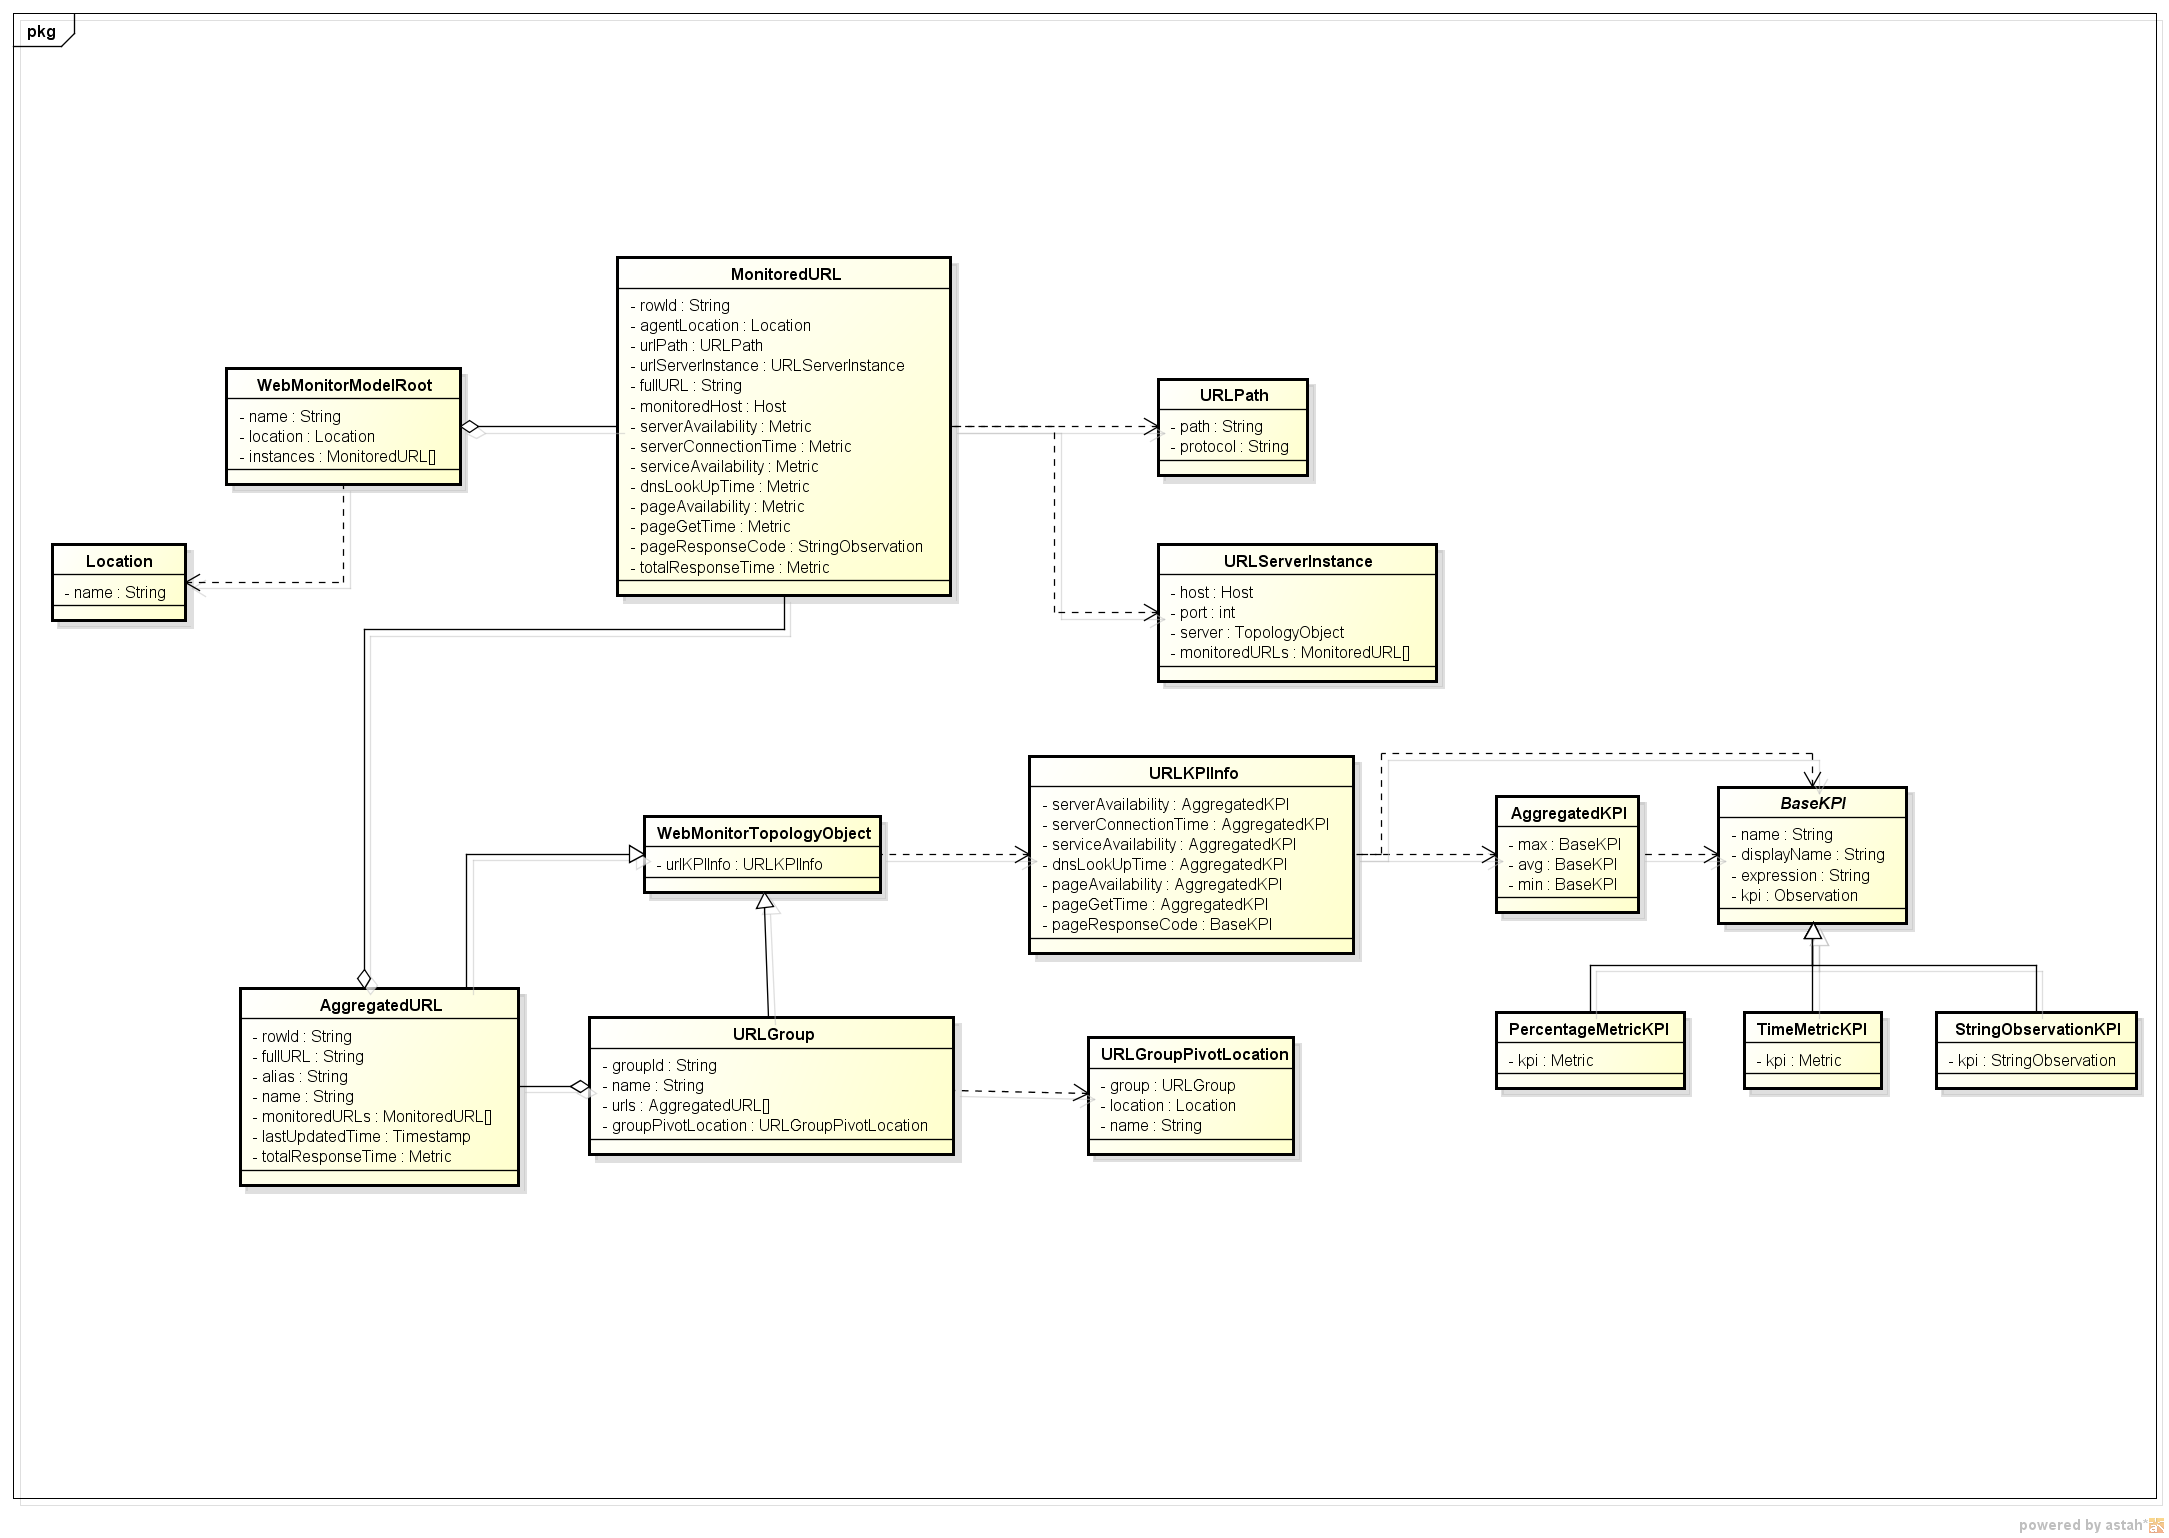 pkg
MonitoredURL
- rowId : String
- agentLocation : Location
- urlPath : URLPath
- urlServerInstance : URLServerInstance
- fullURL : String
- monitoredHost : Host
- serverAvailability : Metric
- serverConnectionTime : Metric
- serviceAvailability : Metric
- dnsLookUpTime : Metric
- pageAvailability : Metric
- pageGetTime : Metric
- pageResponseCode : StringObservation
- totalResponseTime : Metric
WebMonitorModelRoot
- name : String
- location : Location
- instances : MonitoredURL[]
URLPath
- path : String
- protocol : String
Location
- name : String
URLServerInstance
- host : Host
- port : int
- server : TopologyObject
- monitoredURLs : MonitoredURL[]
URLKPIInfo
- serverAvailability : AggregatedKPI
- serverConnectionTime : AggregatedKPI
- serviceAvailability : AggregatedKPI
- dnsLookUpTime : AggregatedKPI
- pageAvailability : AggregatedKPI
- pageGetTime : AggregatedKPI
- pageResponseCode : BaseKPI
WebMonitorTopologyObject
- urlKPIInfo : URLKPIInfo
AggregatedKPI
- max : BaseKPI
- avg : BaseKPI
- min : BaseKPI
BaseKPI
- name : String
- displayName : String
- expression : String
- kpi : Observation
AggregatedURL
- rowId : String
- fullURL : String
- alias : String
- name : String
- monitoredURLs : MonitoredURL[]
- lastUpdatedTime : Timestamp
- totalResponseTime : Metric
URLGroup
- groupId : String
- name : String
- urls : AggregatedURL[]
- groupPivotLocation : URLGroupPivotLocation
URLGroupPivotLocation
- group : URLGroup
- location : Location
- name : String
PercentageMetricKPI
- kpi : Metric
TimeMetricKPI
- kpi : Metric
StringObservationKPI
- kpi : StringObservation
powered by astah*